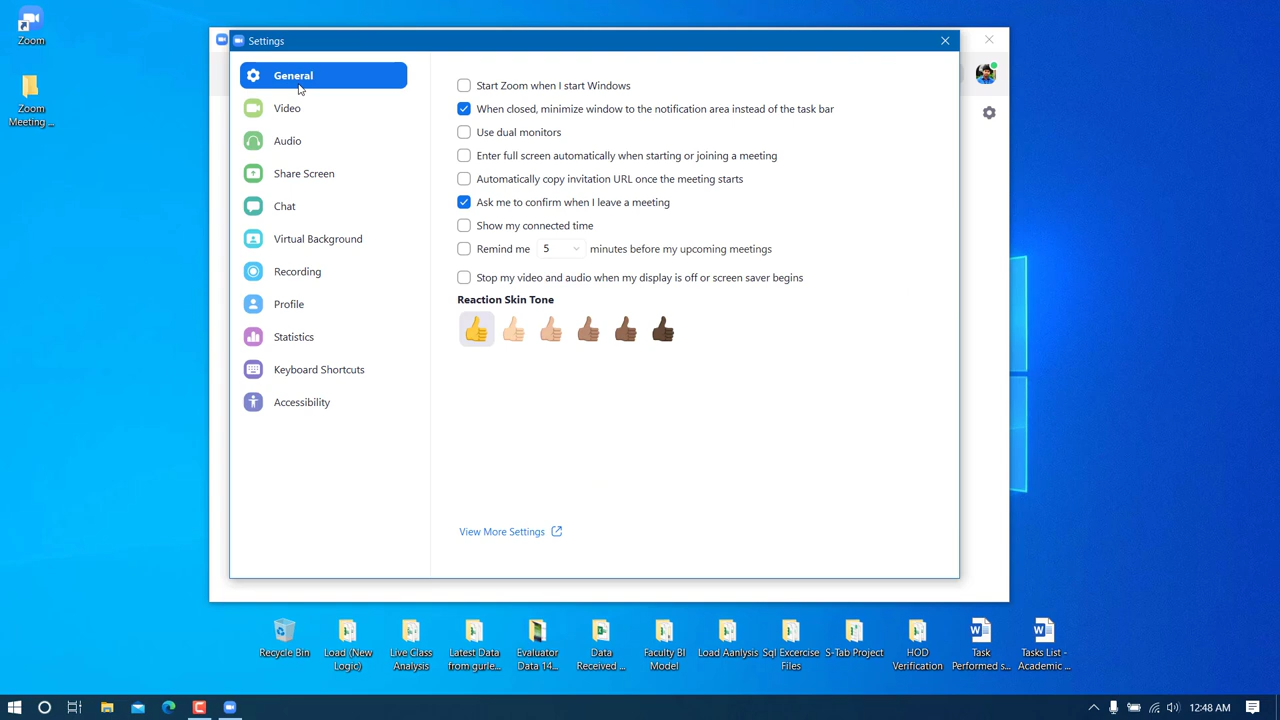 Zoom
Zoom
Meeting ...
Settings
General
Video
Audio
Share Screen
Chat
Virtual Background
Recording
Profile
Statistics
Keyboard Shortcuts
Accessibility
Start Zoom when I start Windows
When closed, minimize window to the notification area instead of the task bar
Use dual monitors
Enter full screen automatically when starting or joining a meeting
Automatically copy invitation URL once the meeting starts
Ask me to confirm when I leave a meeting
Show my connected time
Remind me 5 minutes before my upcoming meetings
Stop my video and audio when my display is off or screen saver begins
Reaction Skin Tone
View More Settings
Recycle Bin
Load (New
Logic)
Live Class
Analysis
Latest Data
from gurle...
Evaluator
Data 14...
Data
Received ...
Faculty BI
Model
Load Aanlysis
Sql Excercise
Files
S-Tab Project
HOD
Verification
Task
Performed s...
Tasks List -
Academic ...
12:48 AM